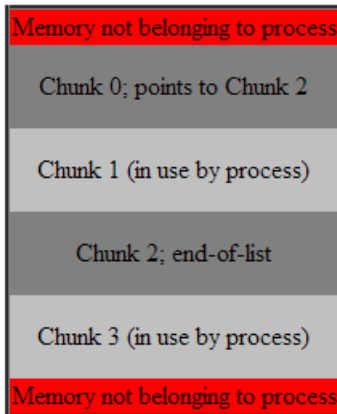 Memory not belonging to process
Chunk 0; points to Chunk 2
Chunk 1 (in use by process)
Chunk 2; end-of-list
Chunk 3 (in use by process)
Memory not belonging to process